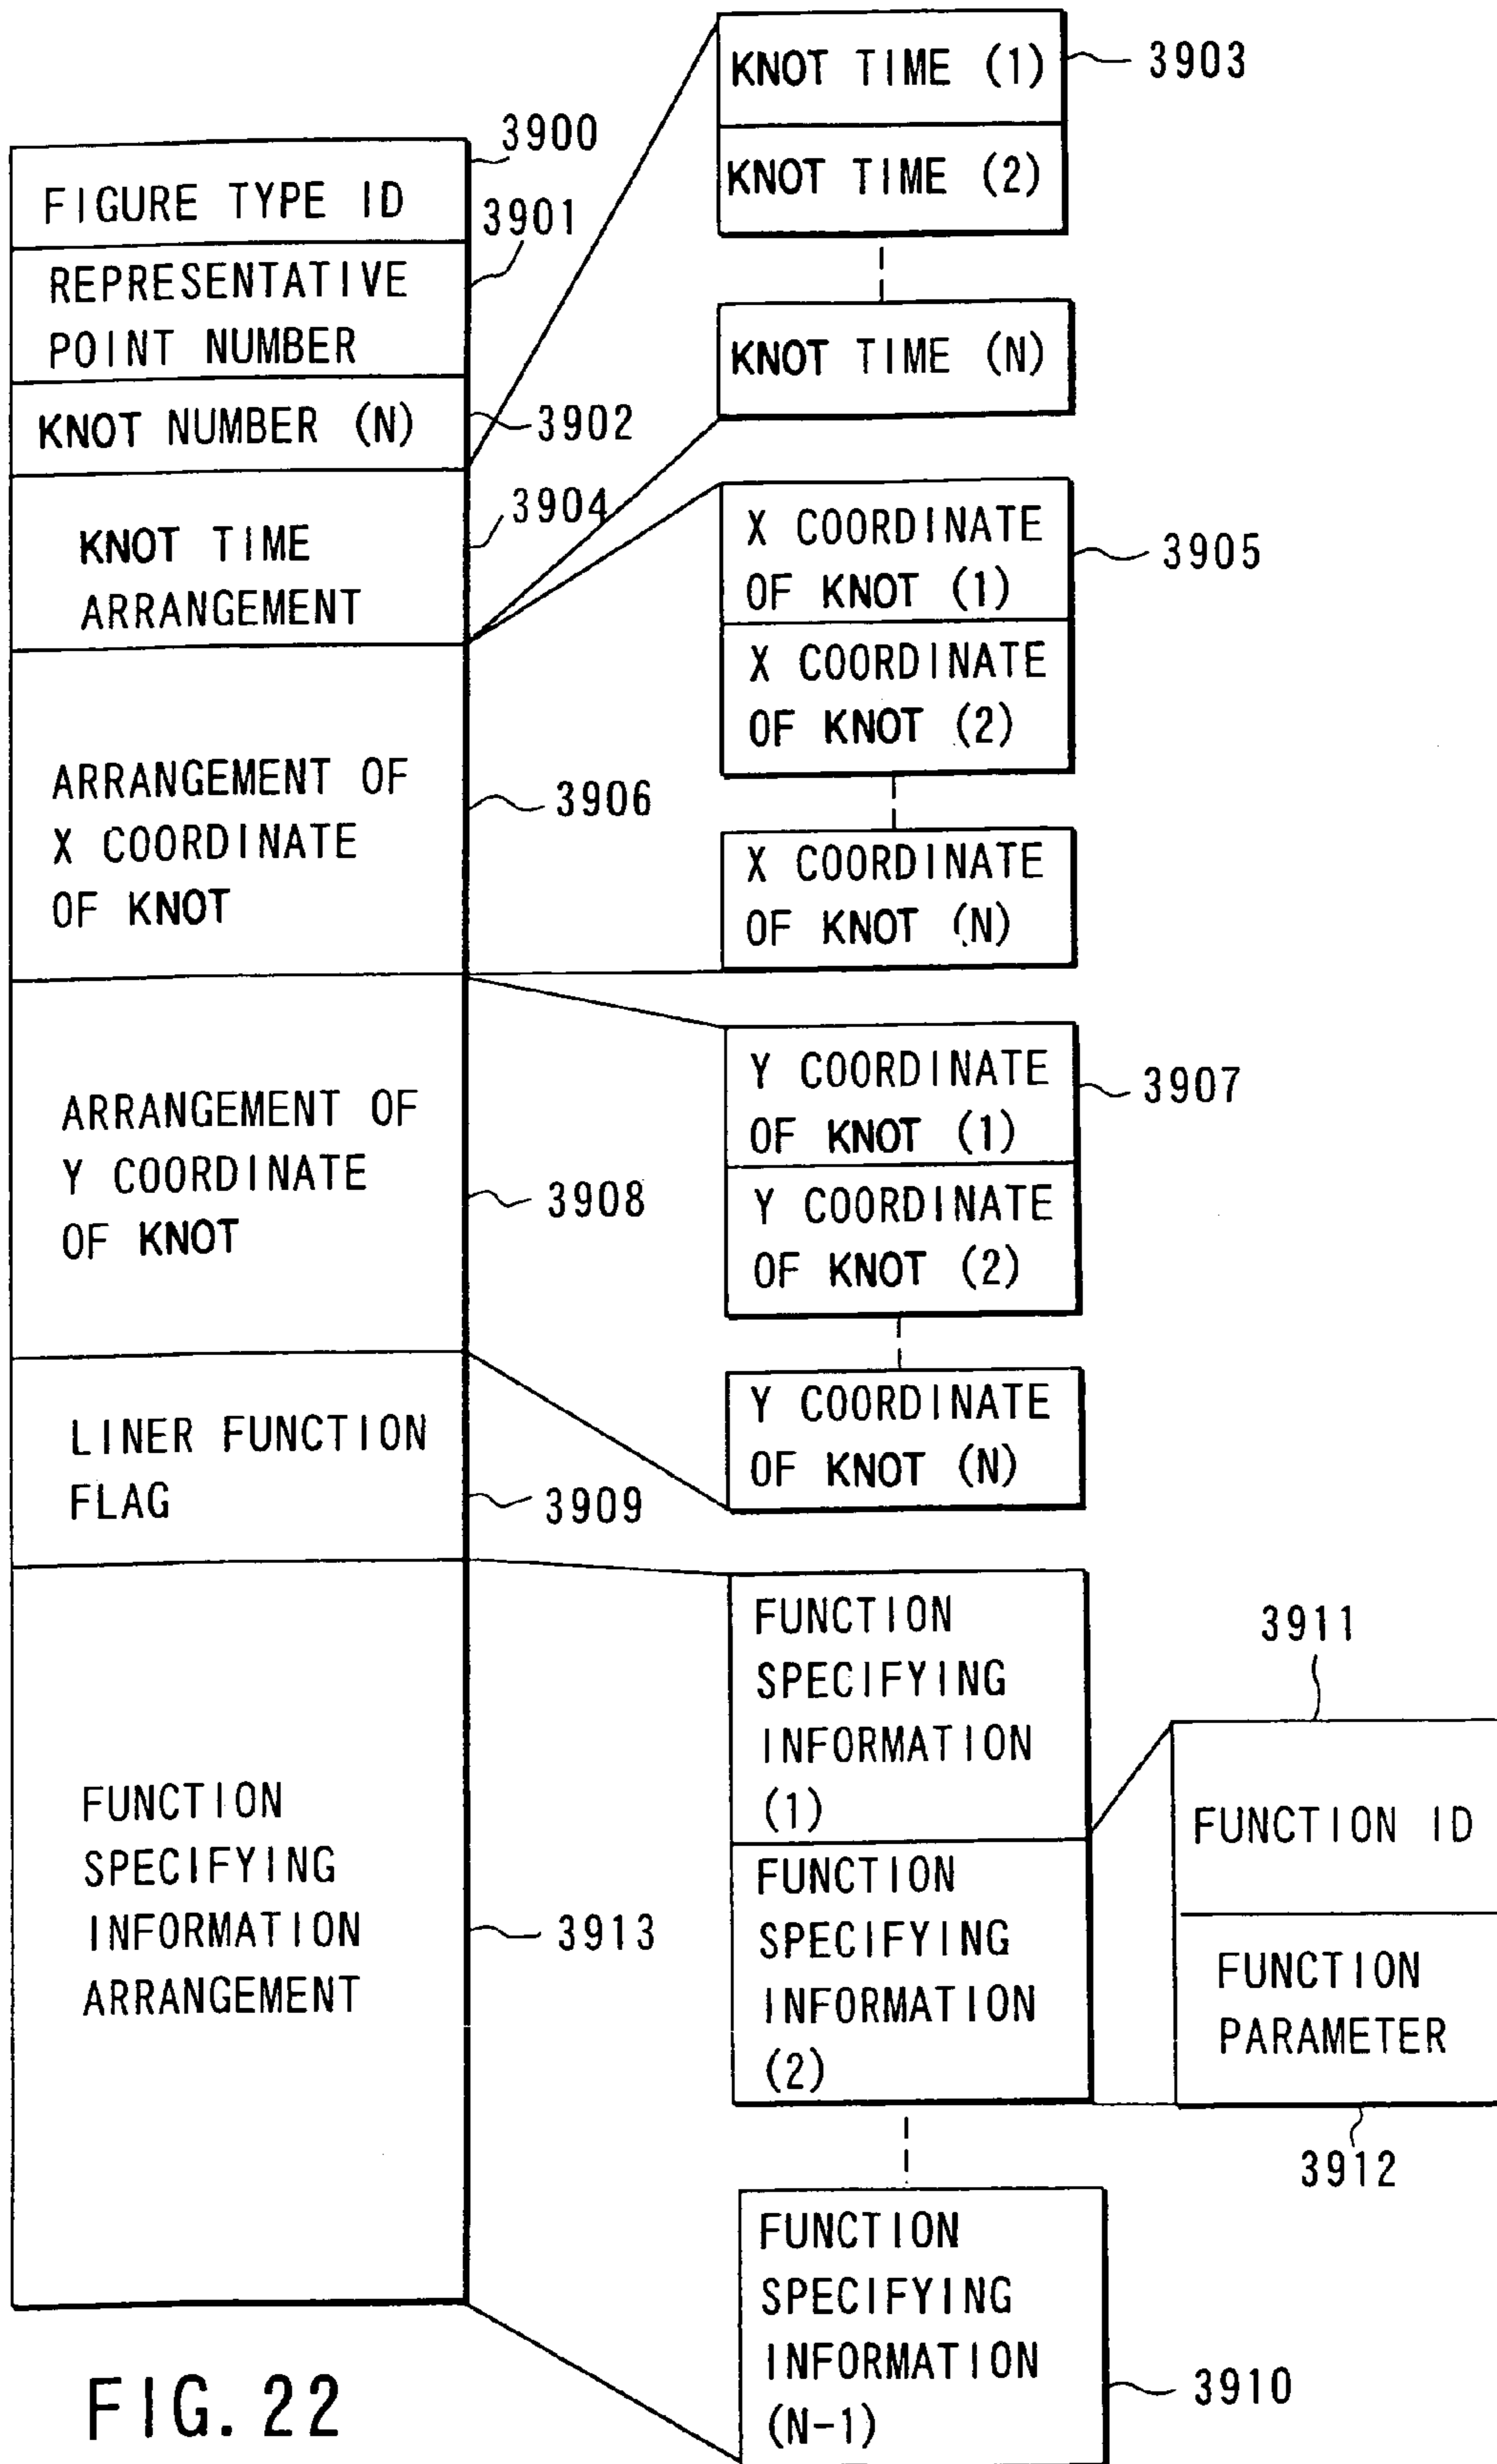 3900
FIGURE TYPE ID
3901
REPRESENTATIVE
POINT NUMBER
KNOT NUMBER (N)
3902
3904
KNOT TIME
ARRANGEMENT
ARRANGEMENT OF
X COORDINATE
OF KNOT
3906
ARRANGEMENT OF
Y COORDINATE
OF KNOT
3908
LINER FUNCTION
FLAG
3909
FUNCTION
SPECIFYING
INFORMATION
ARRANGEMENT
3913
KNOT TIME (1)
3903
KNOT TIME (2)
KNOT TIME (N)
X COORDINATE
OF KNOT (1)
3905
X COORDINATE
OF KNOT (2)
X COORDINATE
OF KNOT (N)
Y COORDINATE
OF KNOT (1)
3907
Y COORDINATE
OF KNOT (2)
Y COORDINATE
OF KNOT (N)
FUNCTION
SPECIFYING
INFORMATION
(1)
FUNCTION
SPECIFYING
INFORMATION
(2)
3911
FUNCTION ID
FUNCTION
PARAMETER
3912
FUNCTION
SPECIFYING
INFORMATION
(N-1)
3910
FIG. 22